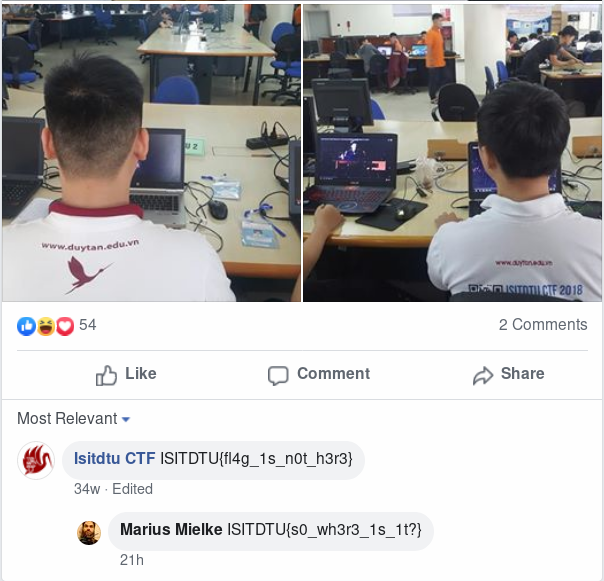 U 2
www.duytan.edu.vn
www.duytan.edu.vn
ISITDTU CTF 2018
54
2 Comments
Like
Comment
Share
Most Relevant
Isitdtu CTF ISITDTU{fl4g_1s_n0t_h3r3}
34w · Edited
Marius Mielke ISITDTU{s0_wh3r3_1s_1t?}
21h